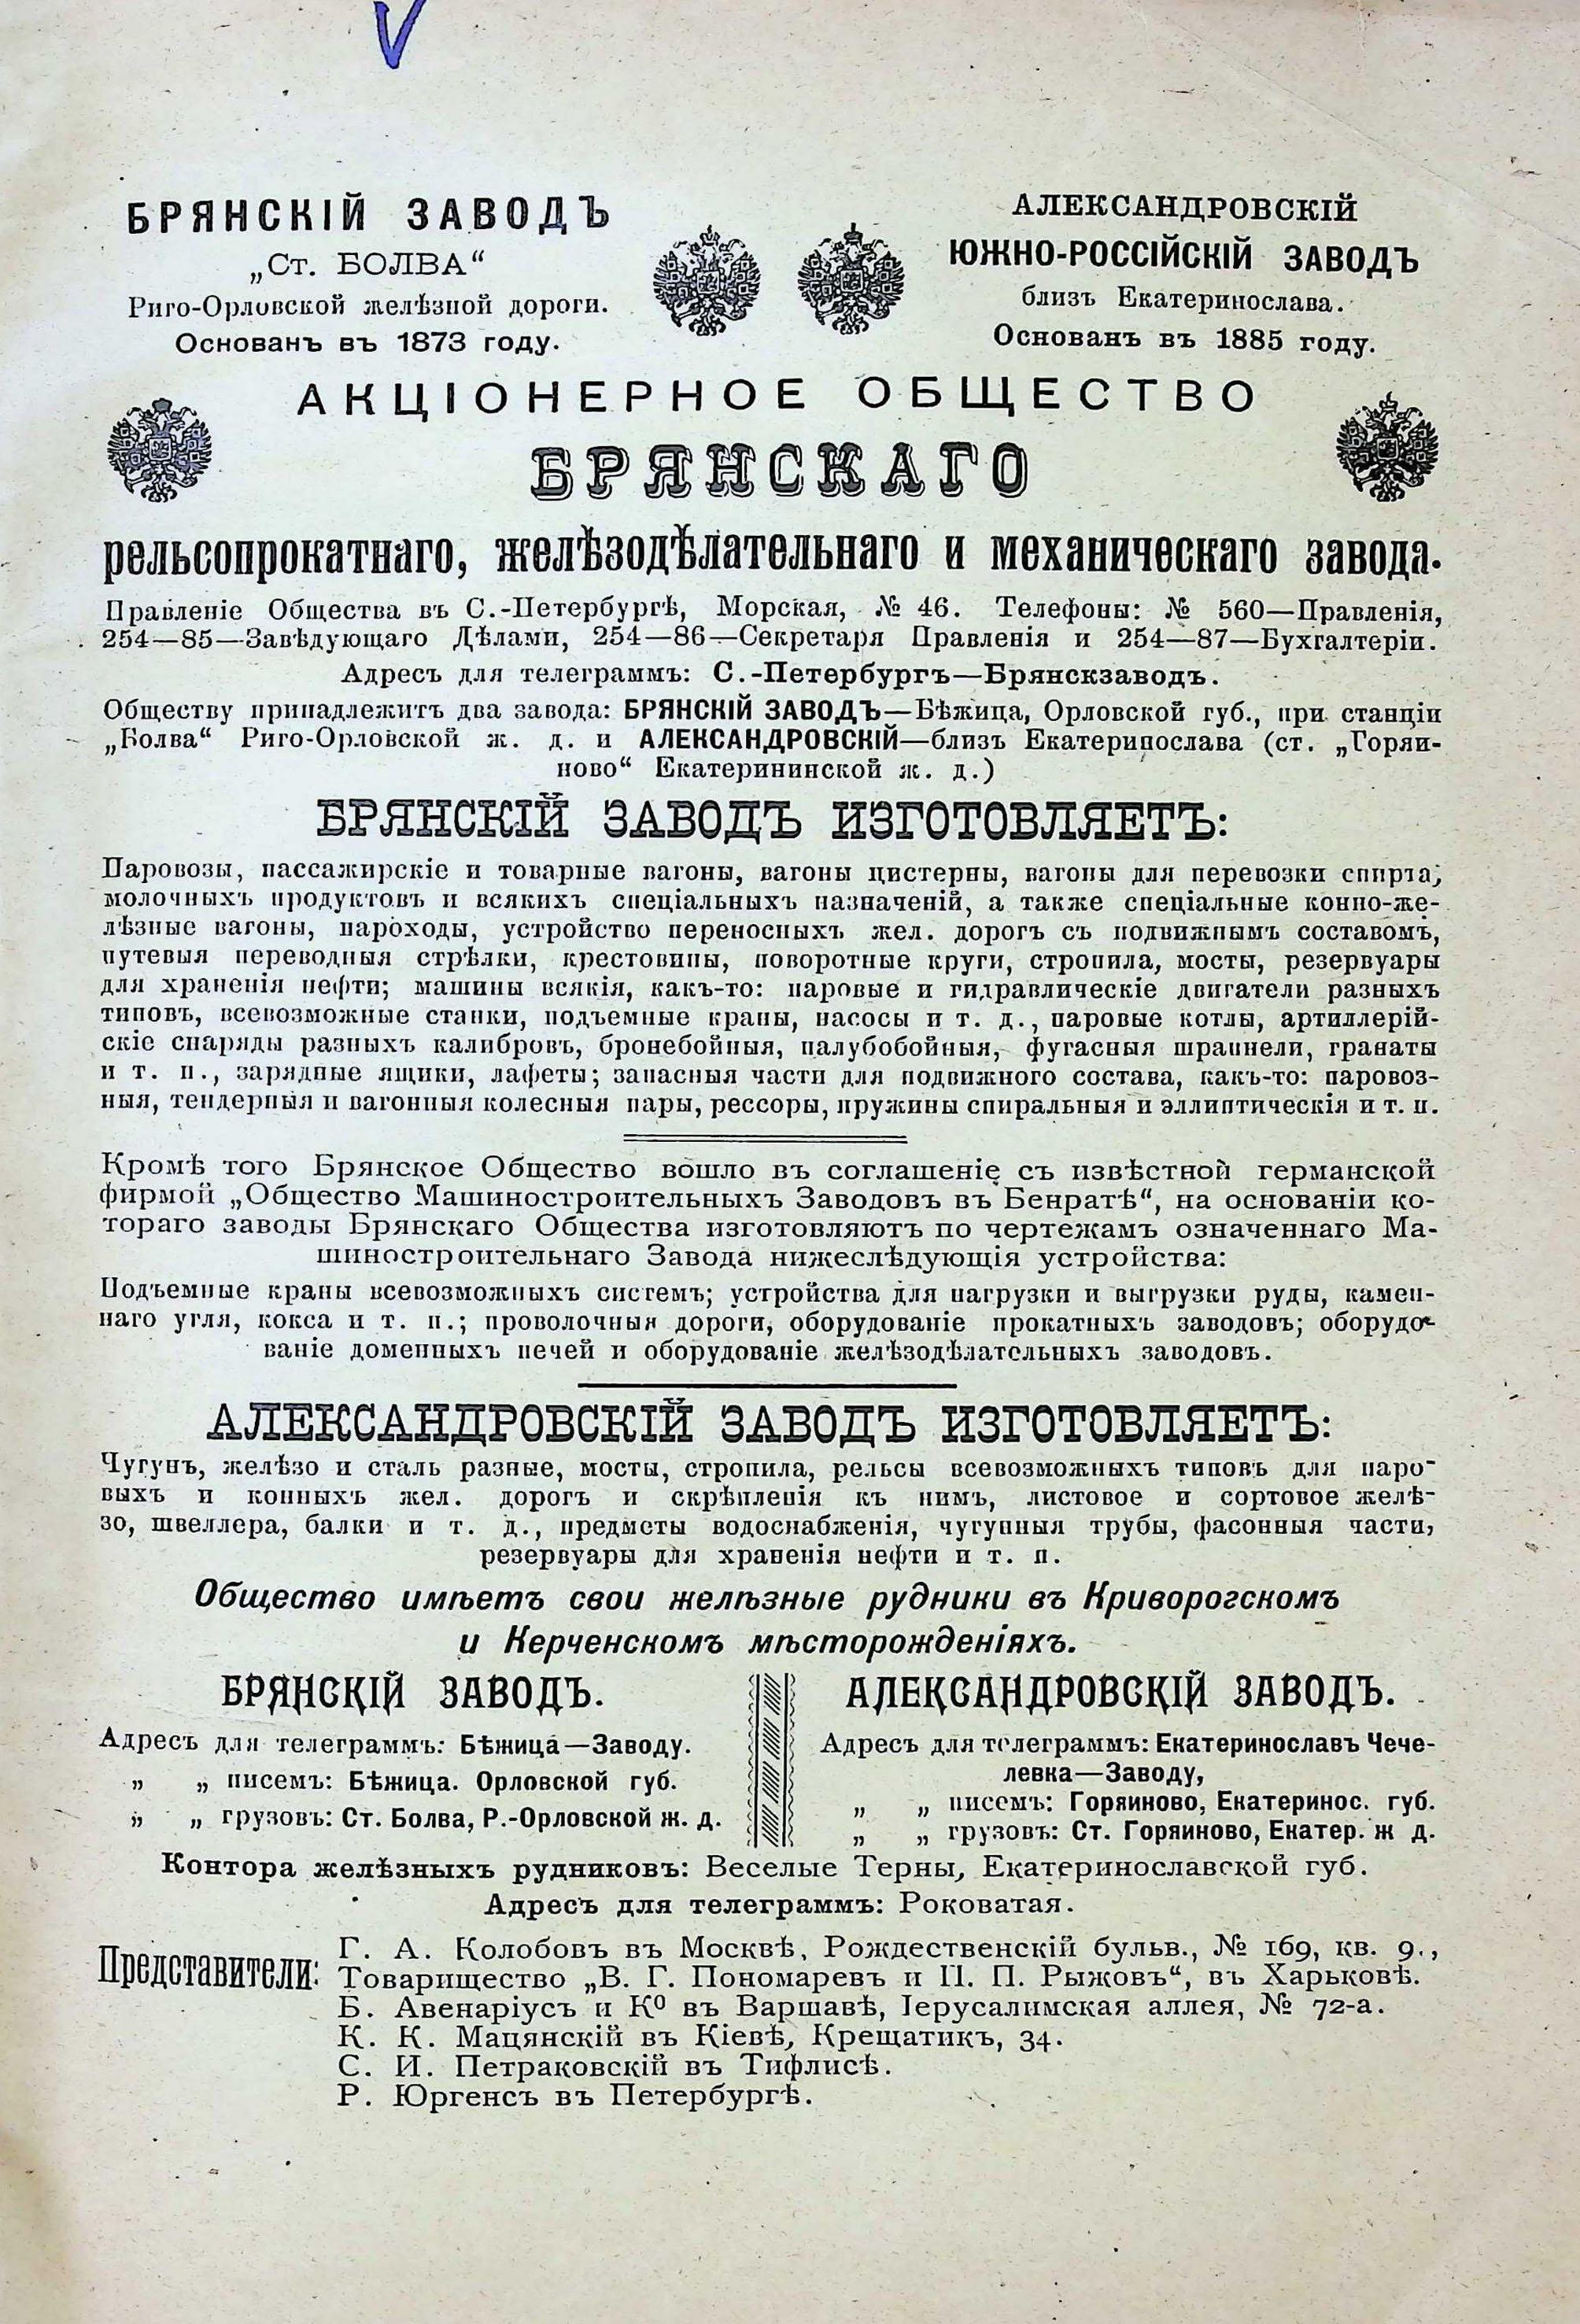 БРЯНСКІЙ ЗАВОДЪ
„Ст. БОЛВА“
Риго-Орловской желѣзной дороги.
Основанъ въ 1873 году.
АЛЕКСАНДРОВСКІЙ
ЮЖНО-РОССІЙСКІЙ ЗАВОДЪ
близъ Екатеринослава.
Основанъ въ 1885 году.
АКЦІОНЕРНОЕ ОБЩЕСТВО
БРЯНСКАГО
рельсопрокатнаго, желѣзодѣлательнаго и механическаго завода.
Правленіе Общества въ С.-Петербургѣ, Морская, № 46. Телефоны: № 560—Правленія,
254—85—Завѣдующаго Дѣлами, 254—86—Секретаря Правленія и 254—87—Бухгалтеріи.
Адресъ для телеграммъ: С.-Петербургъ—Брянскзаводъ.
Обществу принадлежитъ два завода: БРЯНСКІЙ ЗАВОДЪ—Бѣжица, Орловской губ., при станціи
„Болва“ Риго-Орловской ж. д. и АЛЕКСАНДРОВСКІЙ—близъ Екатеринослава (ст. „Горяи-
ново“ Екатерининской ж. д.)
БРЯНСКІЙ ЗАВОДЪ ИЗГОТОВЛЯЕТЪ:
Паровозы, пассажирскіе и товарные вагоны, вагоны цистерны, вагоны для перевозки спирта,
молочныхъ продуктовъ и всякихъ спеціальныхъ назначеній, а также спеціальные конно-же-
лѣзные вагоны, пароходы, устройство переносныхъ жел. дорогъ съ подвижнымъ составомъ,
путевыя переводныя стрѣлки, крестовины, поворотные круги, стропила, мосты, резервуары
для храненія нефти; машины всякія, какъ-то: паровые и гидравлическіе двигатели разныхъ
типовъ, всевозможные станки, подъемные краны, насосы и т. д., паровые котлы, артиллерій-
скіе снаряды разныхъ калибровъ, бронебойныя, палубобойныя, фугасныя шрапнели, гранаты
и т. п., зарядные ящики, лафеты; запасныя части для подвижного состава, какъ-то: паровоз-
ныя, тендерныя и вагонныя колесныя пары, рессоры, пружины спиральныя и эллиптическія и т. п.
Кромѣ того Брянское Общество вошло въ соглашеніе съ извѣстной германской
фирмой „Общество Машиностроительныхъ Заводовъ въ Бенратѣ“, на основаніи ко-
тораго заводы Брянскаго Общества изготовляютъ по чертежамъ означеннаго Ма-
шиностроительнаго Завода нижеслѣдующія устройства:
Подъемные краны всевозможныхъ системъ; устройства для нагрузки и выгрузки руды, камен-
наго угля, кокса и т. п.; проволочныя дороги, оборудованіе прокатныхъ заводовъ; оборудо-
ваніе доменныхъ печей и оборудованіе желѣзодѣлательныхъ заводовъ.
АЛЕКСАНДРОВСКІЙ ЗАВОДЪ ИЗГОТОВЛЯЕТЪ:
Чугунъ, желѣзо и сталь разные, мосты, стропила, рельсы всевозможныхъ типовъ для паро-
выхъ и конныхъ жел. дорогъ и скрѣпленія къ нимъ, листовое и сортовое желѣ-
зо, швеллера, балки и т. д., предметы водоснабженія, чугунныя трубы, фасонныя части,
резервуары для храненія нефти и т. п.
Общество имѣетъ свои желѣзные рудники въ Криворогскомъ
и Керченскомъ мѣсторожденіяхъ.
БРЯНСКІЙ ЗАВОДЪ.
Адресъ для телеграммъ: Бѣжица—Заводу.
„ „ писемъ: Бѣжица. Орловской губ.
„ „ грузовъ: Ст. Болва, Р.-Орловской ж. д.
АЛЕКСАНДРОВСКІЙ ЗАВОДЪ.
Адресъ для телеграммъ: Екатеринославъ Чече-
левка—Заводу,
„ „ писемъ: Горяиново, Екатеринос. губ.
„ „ грузовъ: Ст. Горяиново, Екатер. ж д.
Контора желѣзныхъ рудниковъ: Веселые Терны, Екатеринославской губ.
Адресъ для телеграммъ: Роковатая.
Представители:
Г. А. Колобовъ въ Москвѣ, Рождественскій бульв., № 169, кв. 9.,
Товарищество „В. Г. Пономаревъ и П. П. Рыжовъ“, въ Харьковѣ.
Б. Авенаріусъ и Кº въ Варшавѣ, Іерусалимская аллея, № 72-а.
К. К. Мацянскій въ Кіевѣ, Крещатикъ, 34.
С. И. Петраковскій въ Тифлисѣ.
Р. Юргенсъ въ Петербургѣ.